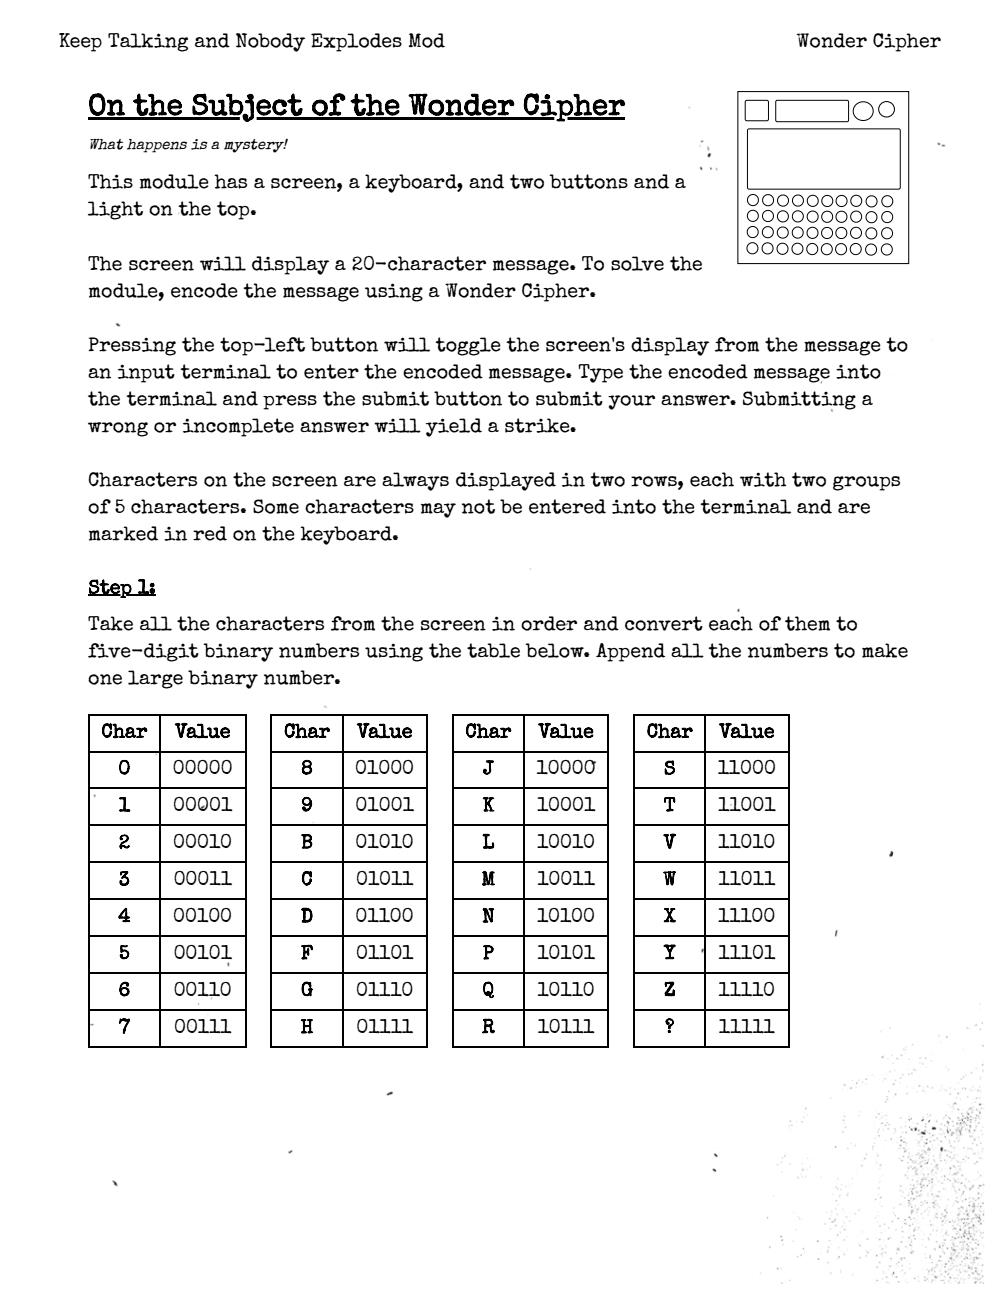 Keep Talking and Nobody Explodes Mod Wonder Cipher
On the Subject of the Wonder Cipher
What happens is a mystery!
This module has a screen, a keyboard, and two buttons and a
light on the top.
The screen will display a 20-character message. To solve the
module, encode the message using a Wonder Cipher.
Pressing the top-left button will toggle the screen's display from the message to
an input terminal to enter the encoded message. Type the encoded message into
the terminal and press the submit button to submit your answer. Submitting a
wrong or incomplete answer will yield a strike.
Characters on the screen are always displayed in two rows, each with two groups
of 5 characters. Some characters may not be entered into the terminal and are
marked in red on the keyboard.
Step 1:
Take all the characters from the screen in order and convert each of them to
five-digit binary numbers using the table below. Append all the numbers to make
one large binary number.
Char Value Char Value Char Value Char Value
0 00000 8 01000 J 10000 S 11000
1 00001 9 01001 K 10001 T 11001
2 00010 B 01010 L 10010 V 11010
3 00011 C 01011 M 10011 W 11011
4 00100 D 01100 N 10100 X 11100
5 00101 F 01101 P 10101 Y 11101
6 00110 G 01110 Q 10110 Z 11110
7 00111 H 01111 R 10111 ? 11111